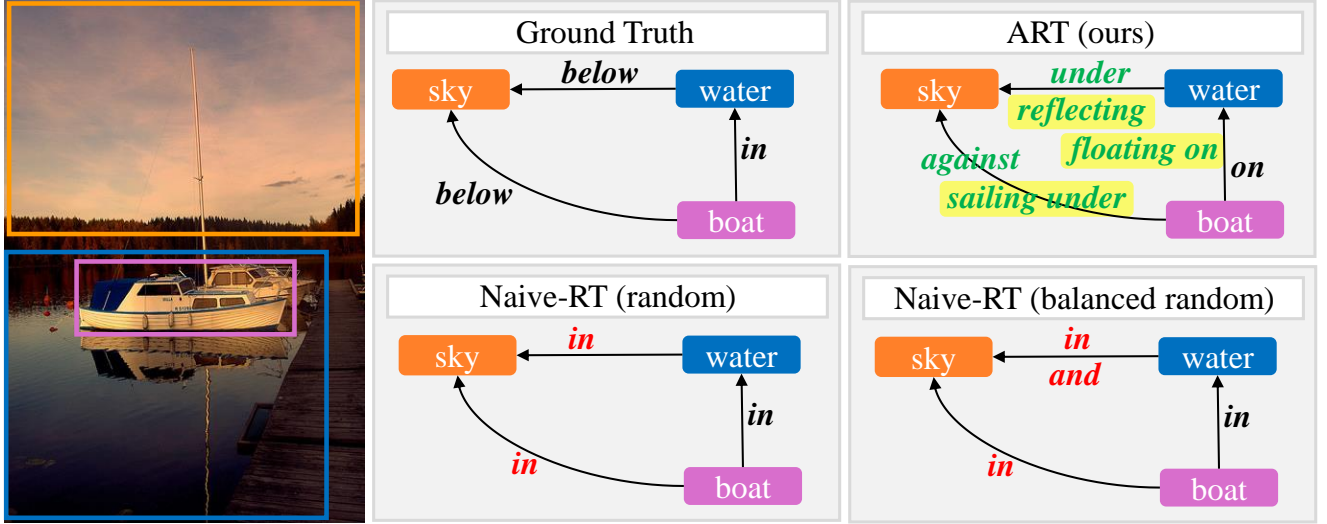 Ground Truth
sky
below
water
in
below
boat
ART (ours)
sky
under
water
reflecting
floating on
against
on
sailing under
boat
Naive-RT (random)
sky
in
water
in
in
boat
Naive-RT (balanced random)
sky
in
water
and
in
in
boat